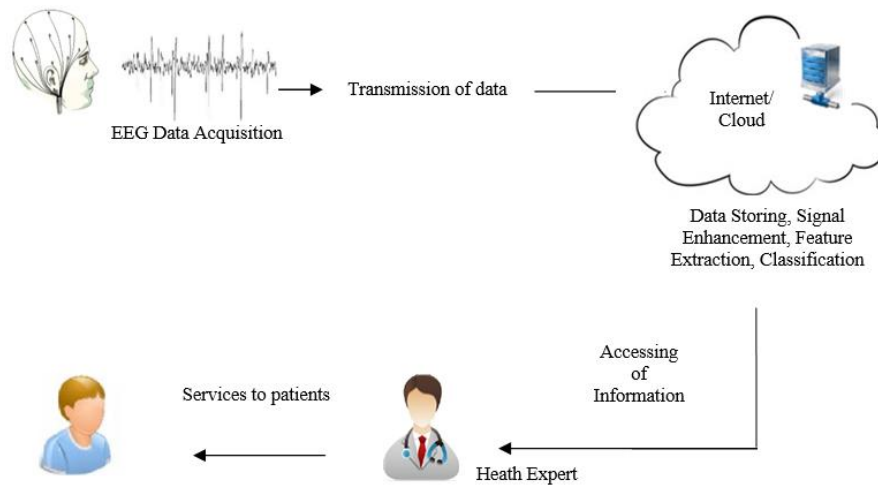 Transmission of data
EEG Data Acquisition
Internet/
Cloud
Data Storing, Signal
Enhancement, Feature
Extraction, Classification
Accessing
of
Information
Services to patients
Heath Expert